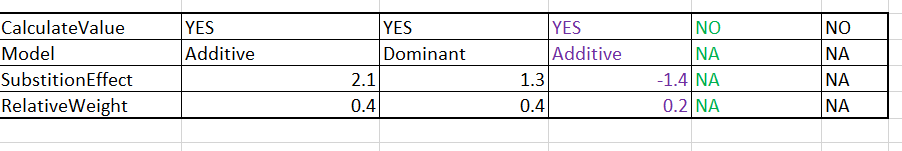 CalculateValue YES YES YES NO NO
Model Additive Dominant Additive NA NA
SubstitionEffect 2.1 1.3 -1.4 NA NA
RelativeWeight 0.4 0.4 0.2 NA NA